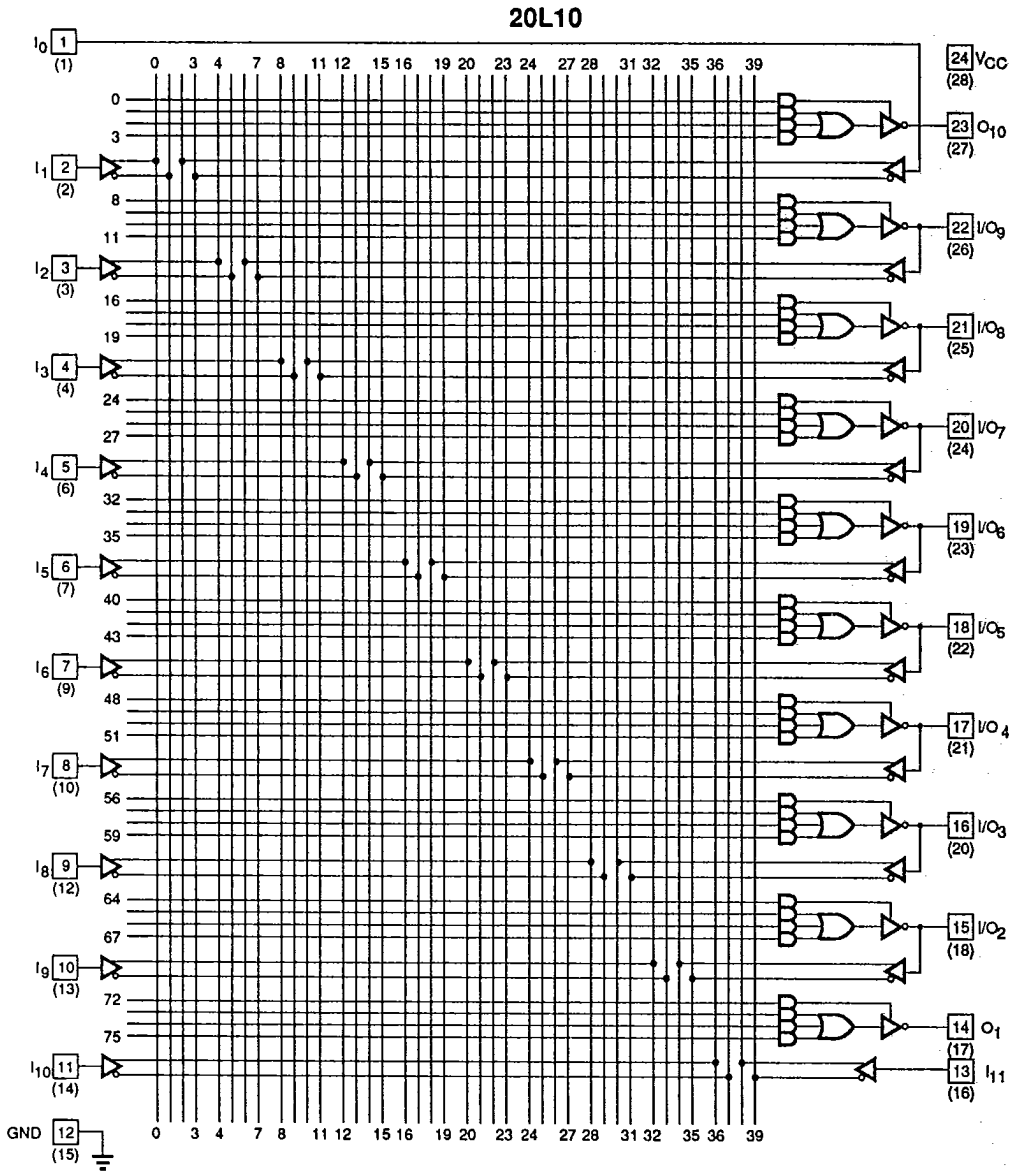 20L10
I0 1
(1)
0 3 4 7 8 11 12 15 16 19 20 23 24 27 28 31 32 35 36 39
24 VCC
(28)
0
3
23 O10
(27)
I1 2
(2)
8
11
22 I/O9
(26)
I2 3
(3)
16
19
21 I/O8
(25)
I3 4
(4)
24
27
20 I/O7
(24)
I4 5
(6)
32
35
19 I/O6
(23)
I5 6
(7)
40
43
18 I/O5
(22)
I6 7
(9)
48
51
17 I/O4
(21)
I7 8
(10)
56
59
16 I/O3
(20)
I8 9
(12)
64
67
15 I/O2
(18)
I9 10
(13)
72
75
14 O1
(17)
I10 11
(14)
13 I11
(16)
GND 12
(15)
0 3 4 7 8 11 12 15 16 19 20 23 24 27 28 31 32 35 36 39